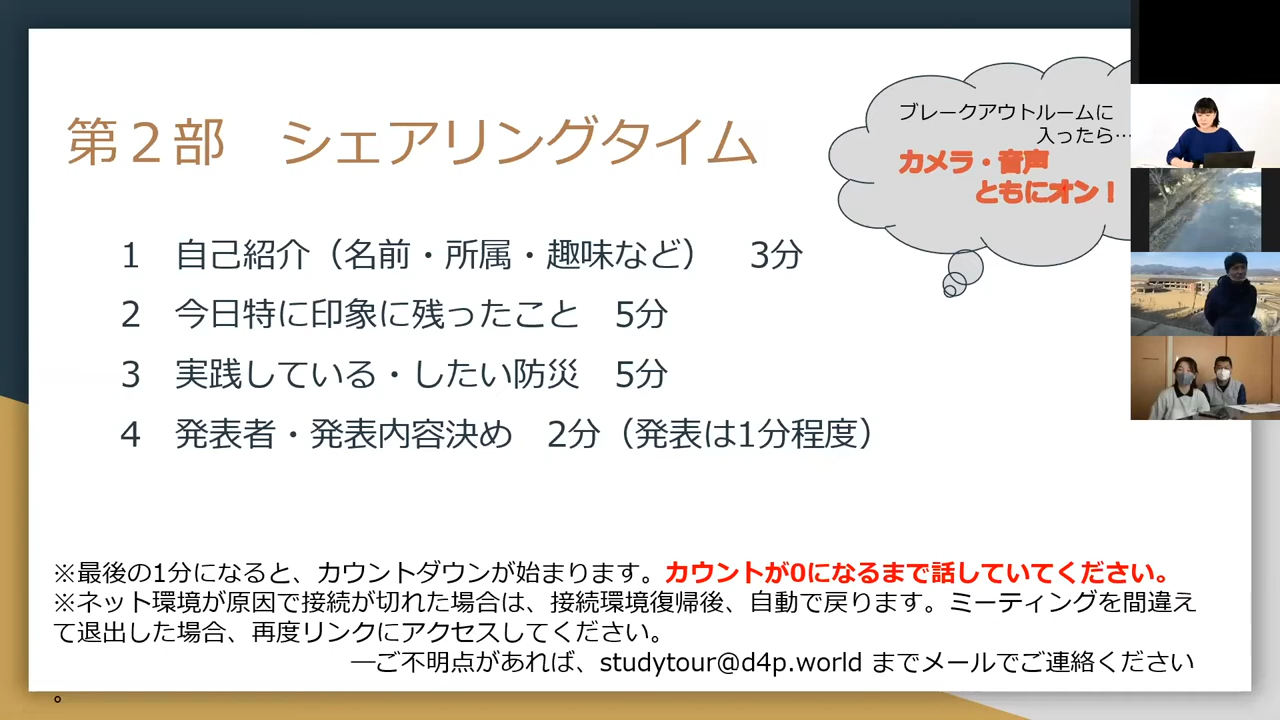 第２部　シェアリングタイム
ブレークアウトルームに
入ったら…
カメラ・音声
ともにオン！
1　自己紹介（名前・所属・趣味など）　3分
2　今日特に印象に残ったこと　5分
3　実践している・したい防災　5分
4　発表者・発表内容決め　2分（発表は1分程度）
※最後の1分になると、カウントダウンが始まります。カウントが0になるまで話していてください。
※ネット環境が原因で接続が切れた場合は、接続環境復帰後、自動で戻ります。ミーティングを間違え
て退出した場合、再度リンクにアクセスしてください。
―ご不明点があれば、studytour@d4p.world までメールでご連絡ください
。